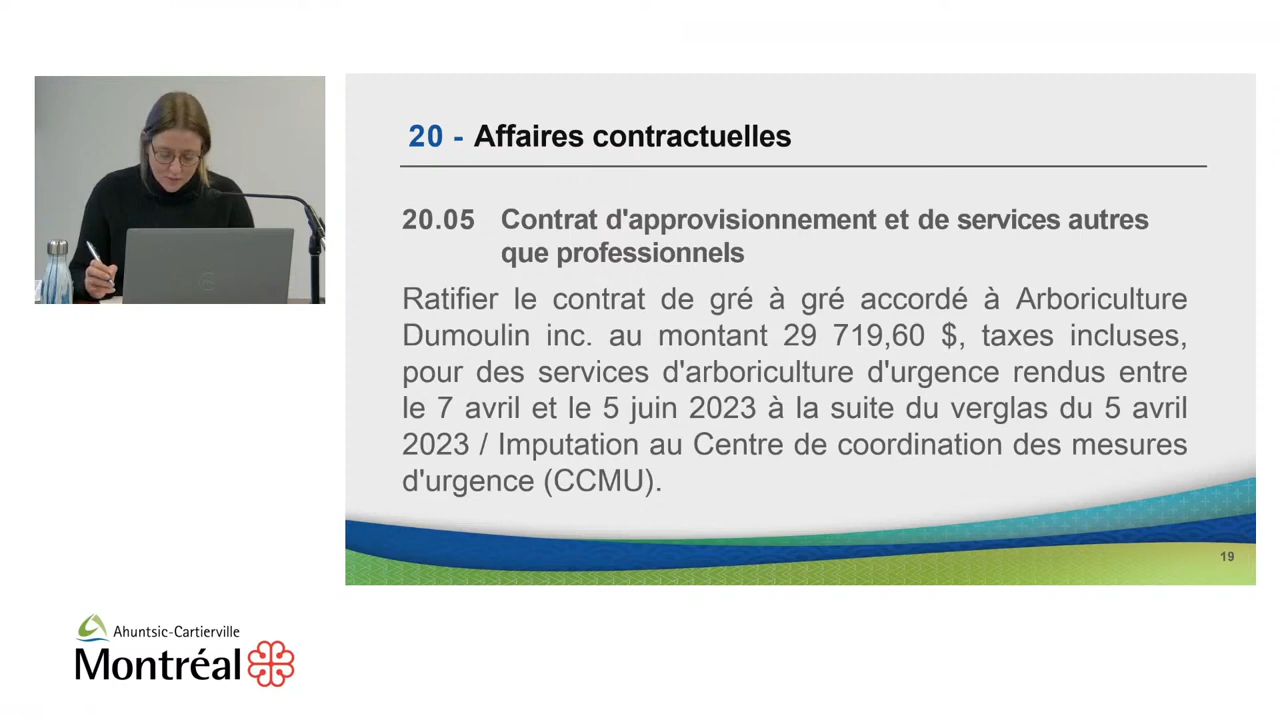 20 - Affaires contractuelles
20.05 Contrat d'approvisionnement et de services autres
que professionnels
Ratifier le contrat de gré à gré accordé à Arboriculture
Dumoulin inc. au montant 29 719,60 $, taxes incluses,
pour des services d'arboriculture d'urgence rendus entre
le 7 avril et le 5 juin 2023 à la suite du verglas du 5 avril
2023 / Imputation au Centre de coordination des mesures
d'urgence (CCMU).
19
Ahuntsic-Cartierville
Montréal